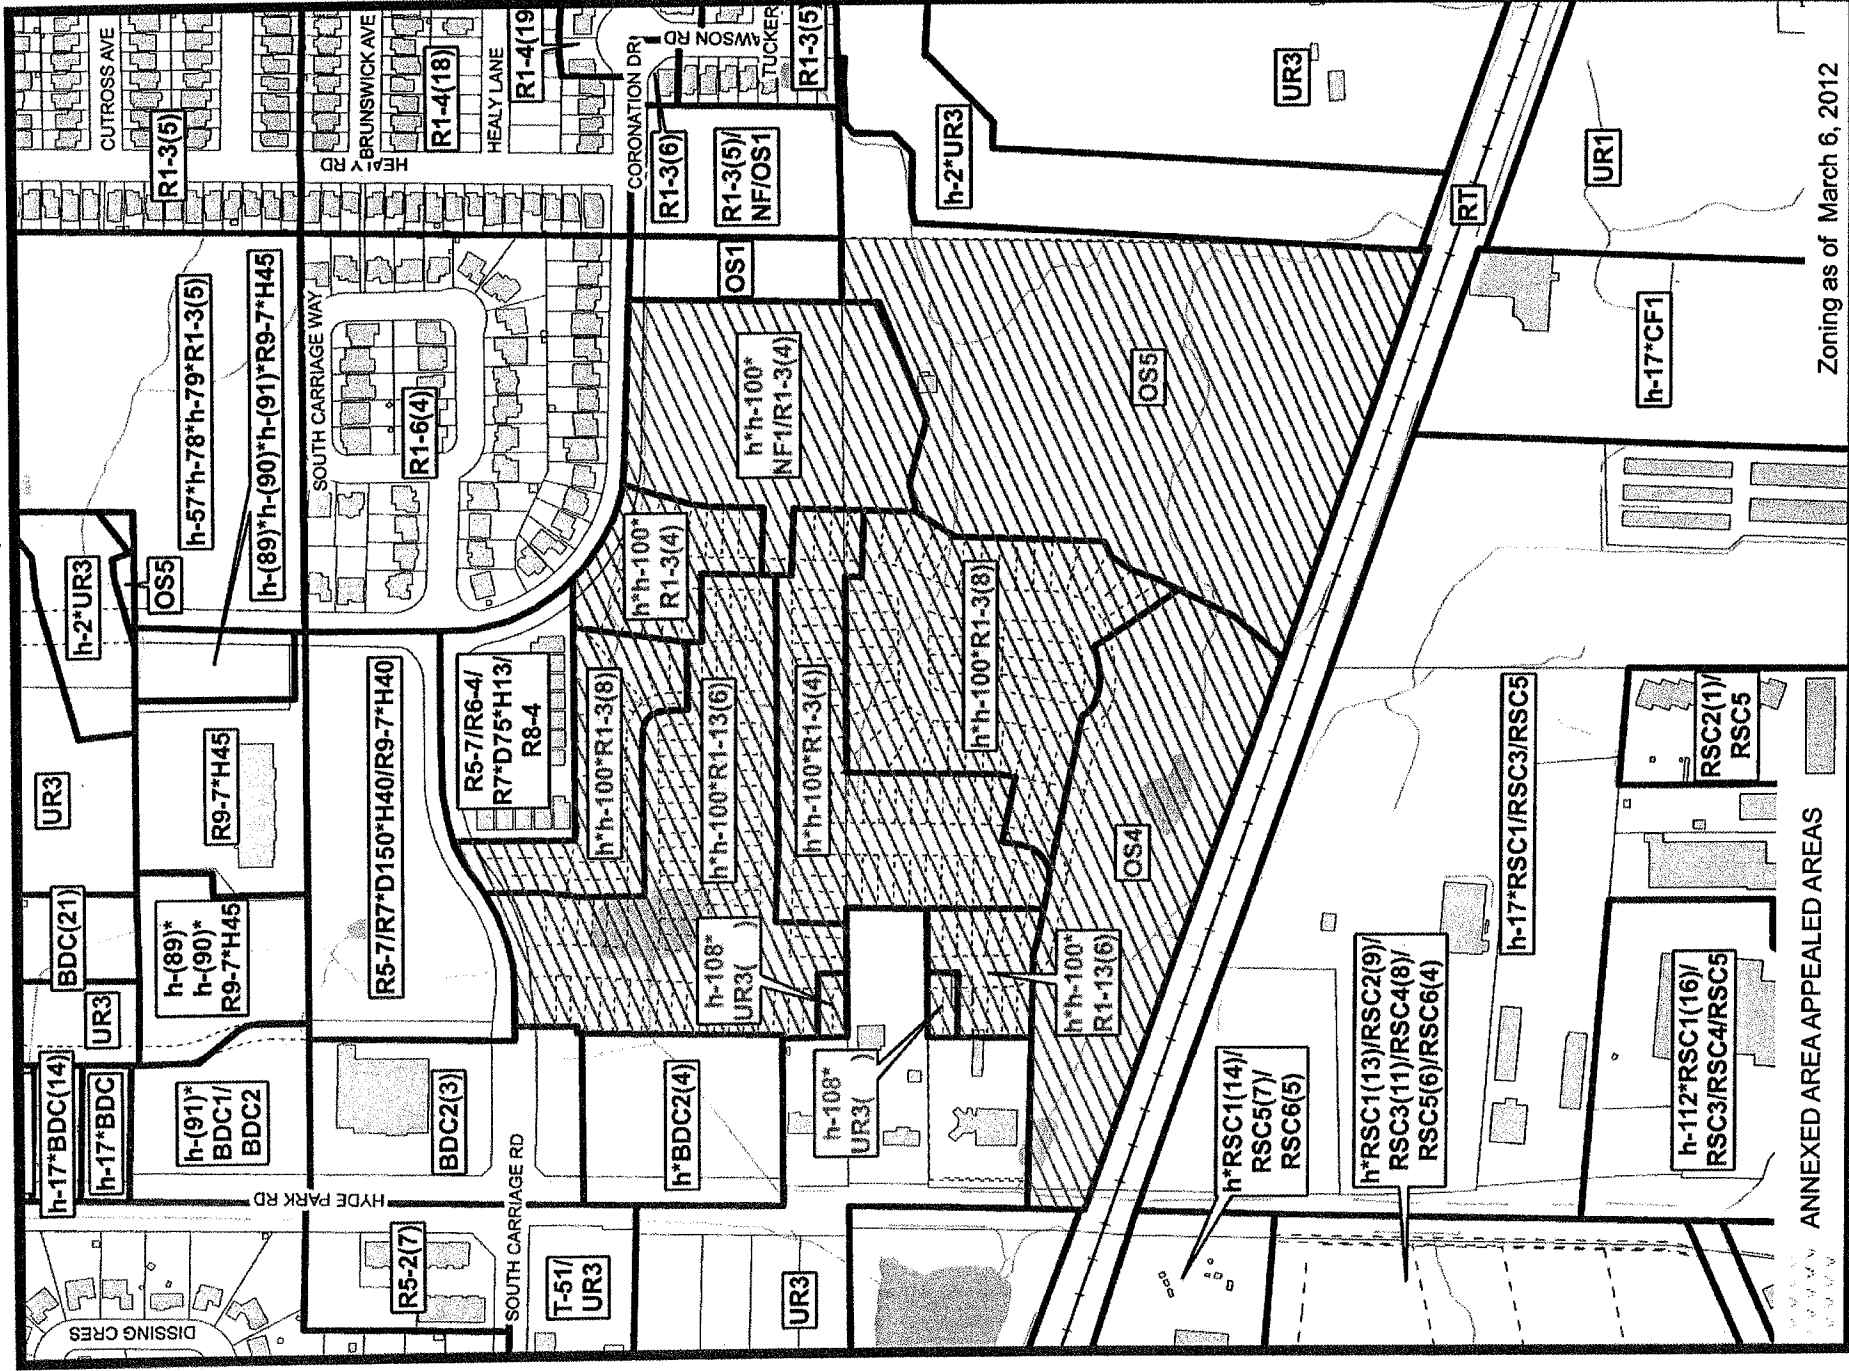 CUTROSS AVE
R1-3(5)
BRUNSWICK AVE
R1-4(18)
HEALY LANE
R1-4(19
HEALY RD
CORONATION DR
AWSON RD
TUCKER
R1-3(5)
R1-3(6)
R1-3(5)/
NF/OS1
h-2*UR3
UR3
RT
UR1
OS1
h-57*h-78*h-79*R1-3(5)
h-(89)*h-(90)*h-(91)*R9-7*H45
SOUTH CARRIAGE WAY
R1-6(4)
h*h-100*
NF1/R1-3(4)
OS5
h-17*CF1
Zoning as of March 6, 2012
h-2*UR3
OS5
h*h-100*
R1-3(4)
h*h-100*R1-3(8)
UR3
R9-7*H45
R5-7/R7*D150*H40/R9-7*H40
R5-7/R6-4/
R7*D75*H13/
R8-4
h*h-100*R1-3(8)
h*h-100*R1-13(6)
h*h-100*R1-3(4)
OS4
h-17*RSC1/RSC3/RSC5
RSC2(1)/
RSC5
BDC(21)
UR3
h-(89)*
h-(90)*
R9-7*H45
h-108*
UR3( )
h*h-100*
R1-13(6)
h-17*BDC(14)
h-17*BDC
h-(91)*
BDC1/
BDC2
BDC2(3)
h*BDC2(4)
h-108*
UR3( )
h*RSC1(14)/
RSC5(7)/
RSC6(5)
h*RSC1(13)/RSC2(9)/
RSC3(11)/RSC4(8)/
RSC5(6)/RSC6(4)
h-112*RSC1(16)/
RSC3/RSC4/RSC5
HYDE PARK RD
SOUTH CARRIAGE RD
DISSING CRES
R5-2(7)
SOUTH CARRIAGE RD
T-51/
UR3
UR3
ANNEXED AREA APPEALED AREAS